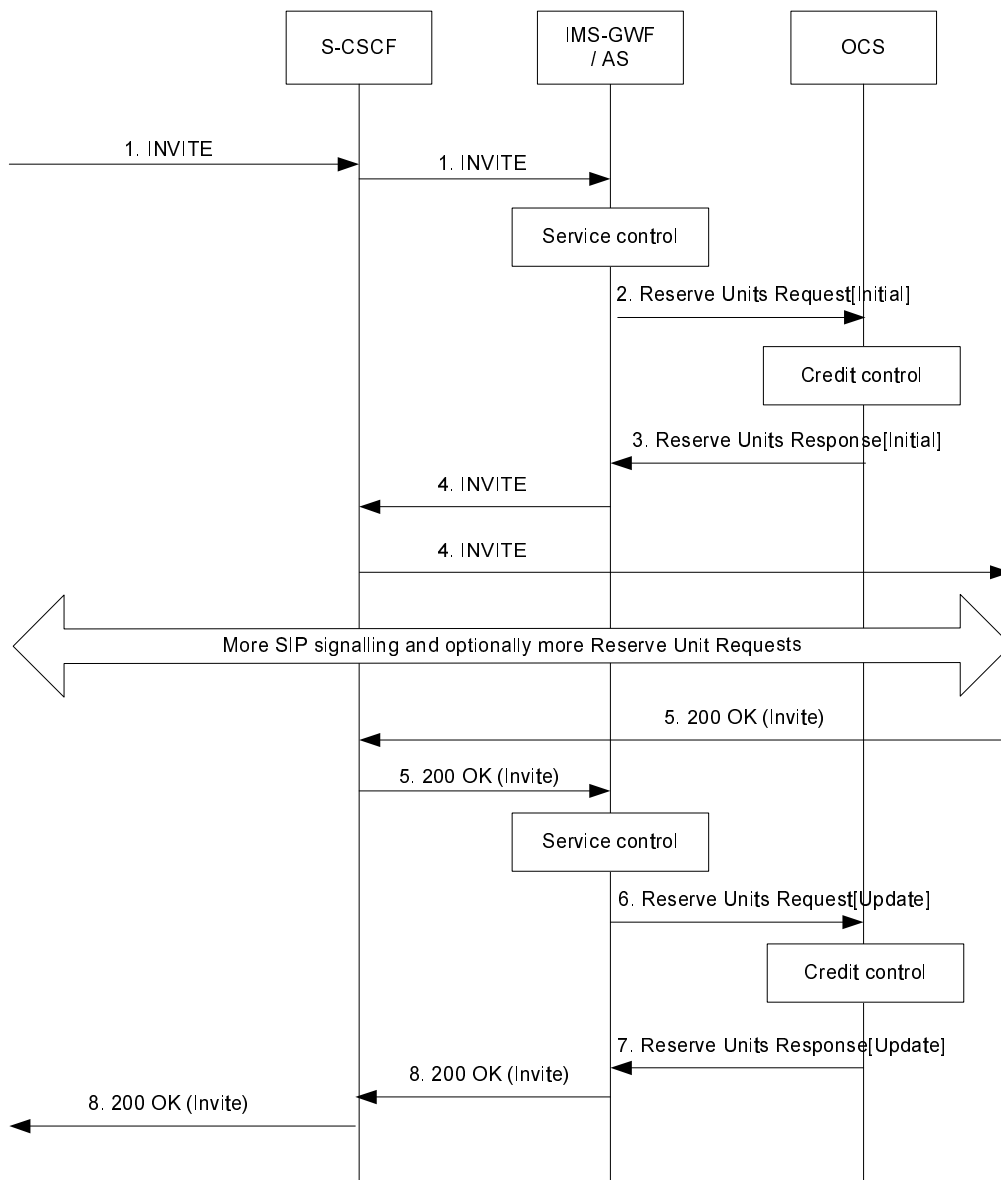 S-CSCF
IMS-GWF
/ AS
OCS
1. INVITE
1. INVITE
Service control
2. Reserve Units Request[Initial]
Credit control
3. Reserve Units Response[Initial]
4. INVITE
4. INVITE
More SIP signalling and optionally more Reserve Unit Requests
5. 200 OK (Invite)
5. 200 OK (Invite)
Service control
6. Reserve Units Request[Update]
Credit control
7. Reserve Units Response[Update]
8. 200 OK (Invite)
8. 200 OK (Invite)